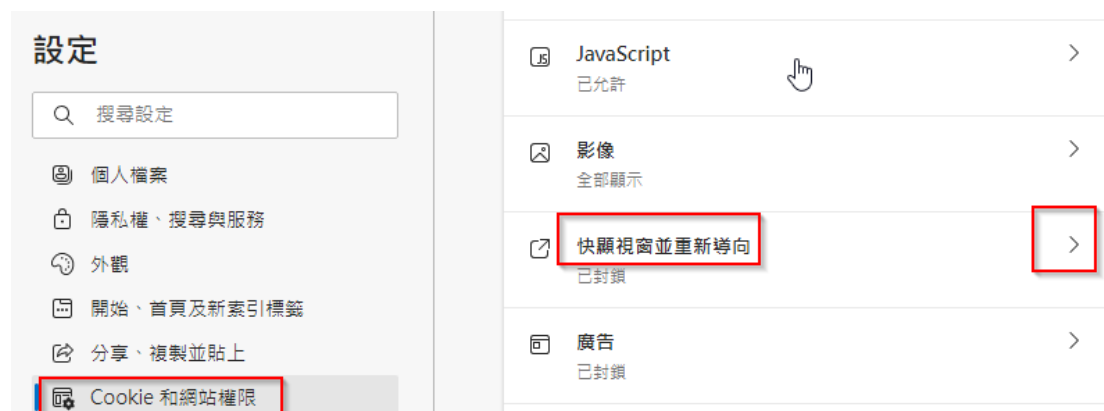 設定
搜尋設定
個人檔案
隱私權、搜尋與服務
外觀
開始、首頁及新索引標籤
分享、複製並貼上
Cookie 和網站權限
JS
JavaScript
已允許
影像
全部顯示
快顯視窗並重新導向
已封鎖
廣告
已封鎖